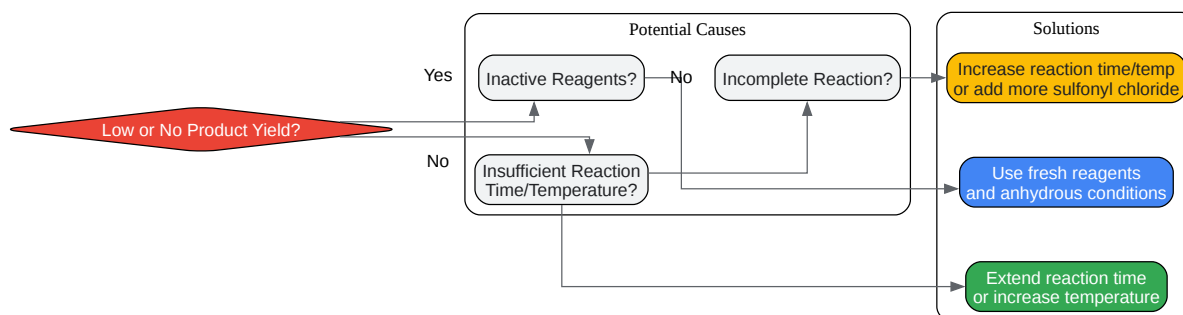 Potential Causes
Solutions
Yes
Inactive Reagents?
No
Incomplete Reaction?
Increase reaction time/temp
or add more sulfonyl chloride
Low or No Product Yield?
No
Insufficient Reaction
Time/Temperature?
Use fresh reagents
and anhydrous conditions
Extend reaction time
or increase temperature